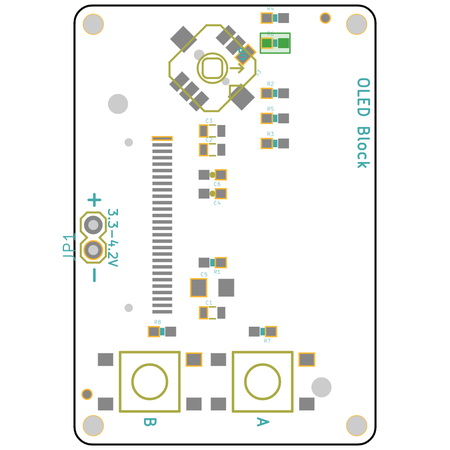 R2
R5
R3
C3
C2
C6
C4
R1
C5
C1
R8
R7
OLED Block
+
3.3-4.2V
JP1
-
B
A